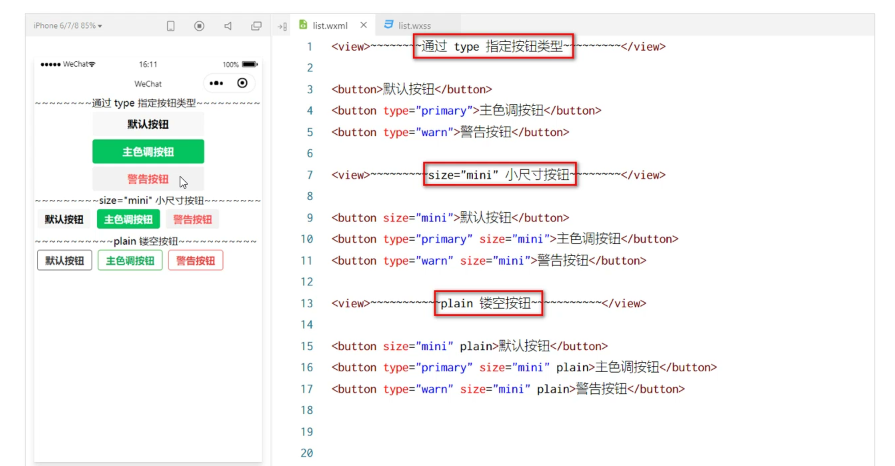 iPhone 6/7/8 85%
WeChat
16:11
100%
WeChat
~~~~~~~~通过 type 指定按钮类型~~~~~~~~~
默认按钮
主色调按钮
警告按钮
~~~~~~~~size="mini" 小尺寸按钮~~~~~~~~
默认按钮 主色调按钮 警告按钮
~~~~~~~~~~~plain 镂空按钮~~~~~~~~~~~
默认按钮 主色调按钮 警告按钮
list.wxml × list.wxss
1 <view>~~~~~~~~通过 type 指定按钮类型~~~~~~~~~</view>
2
3 <button>默认按钮</button>
4 <button type="primary">主色调按钮</button>
5 <button type="warn">警告按钮</button>
6
7 <view>~~~~~~~~~size="mini" 小尺寸按钮~~~~~~~~</view>
8
9 <button size="mini">默认按钮</button>
10 <button type="primary" size="mini">主色调按钮</button>
11 <button type="warn" size="mini">警告按钮</button>
12
13 <view>~~~~~~~~~~~plain 镂空按钮~~~~~~~~~~~</view>
14
15 <button size="mini" plain>默认按钮</button>
16 <button type="primary" size="mini" plain>主色调按钮</button>
17 <button type="warn" size="mini" plain>警告按钮</button>
18
19
20